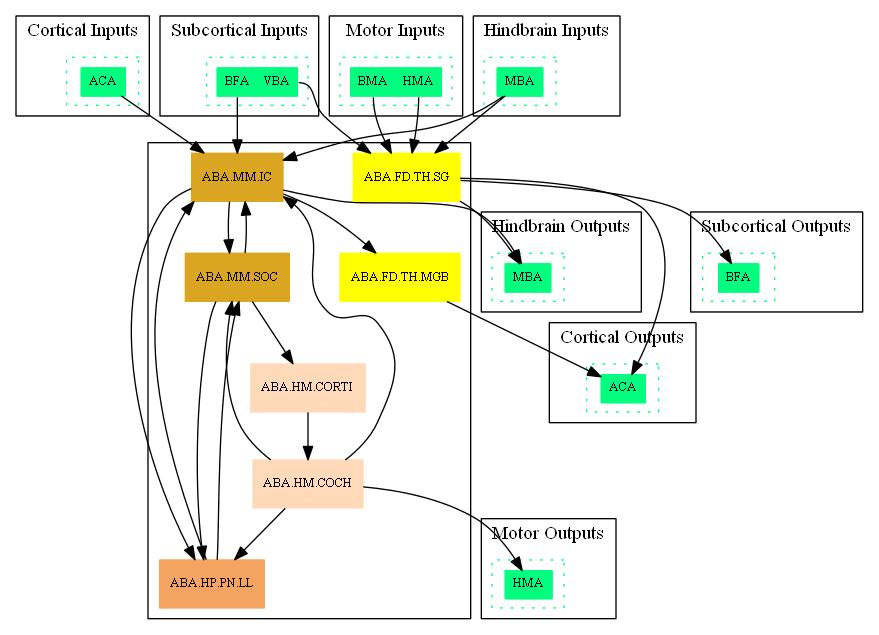 Cortical Inputs
Subcortical Inputs
Motor Inputs
Hindbrain Inputs
ACA
BFA
VBA
BMA
HMA
MBA
ABA.MM.IC
ABA.FD.TH.SG
Hindbrain Outputs
Subcortical Outputs
ABA.MM.SOC
ABA.FD.TH.MGB
MBA
BFA
Cortical Outputs
ABA.HM.CORTI
ACA
ABA.HM.COCH
Motor Outputs
ABA.HP.PN.LL
HMA